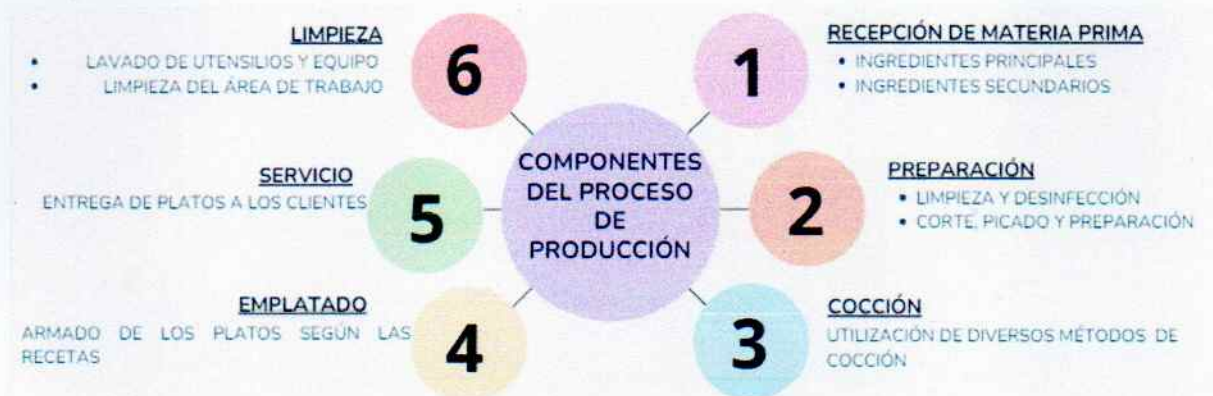 COMPONENTES
DEL PROCESO
DE
PRODUCCIÓN
1
RECEPCIÓN DE MATERIA PRIMA
• INGREDIENTES PRINCIPALES
• INGREDIENTES SECUNDARIOS
2
PREPARACIÓN
• LIMPIEZA Y DESINFECCIÓN
• CORTE, PICADO Y PREPARACIÓN
3
COCCIÓN
UTILIZACIÓN DE DIVERSOS MÉTODOS DE
COCCIÓN
4
EMPLATADO
ARMADO DE LOS PLATOS SEGÚN LAS
RECETAS
5
SERVICIO
ENTREGA DE PLATOS A LOS CLIENTES
6
LIMPIEZA
• LAVADO DE UTENSILIOS Y EQUIPO
• LIMPIEZA DEL ÁREA DE TRABAJO